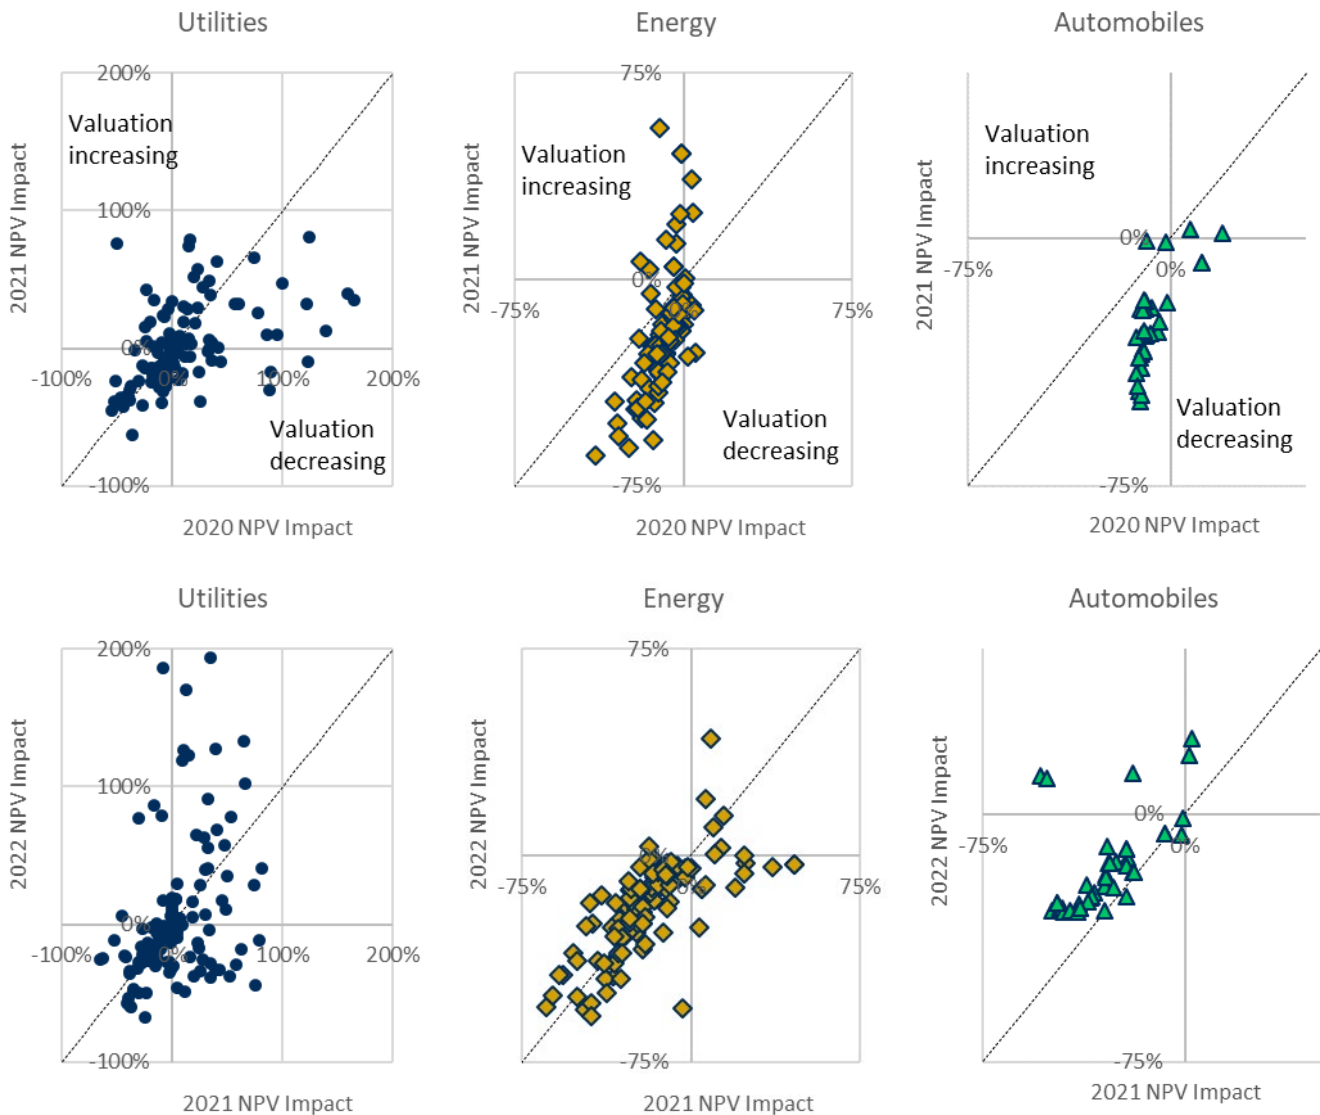 Utilities
200%
Valuation
increasing
100%
0%
-100%
0%
100%
200%
Valuation
decreasing
-100%
2021 NPV Impact
2020 NPV Impact
Energy
75%
Valuation
increasing
0%
-75%
0%
75%
Valuation
decreasing
-75%
2021 NPV Impact
2020 NPV Impact
Automobiles
Valuation
increasing
0%
-75%
0%
Valuation
decreasing
-75%
2021 NPV Impact
2020 NPV Impact
Utilities
200%
100%
0%
-100%
0%
100%
200%
-100%
2022 NPV Impact
2021 NPV Impact
Energy
75%
0%
-75%
0%
75%
-75%
2022 NPV Impact
2021 NPV Impact
Automobiles
0%
-75%
0%
-75%
2022 NPV Impact
2021 NPV Impact